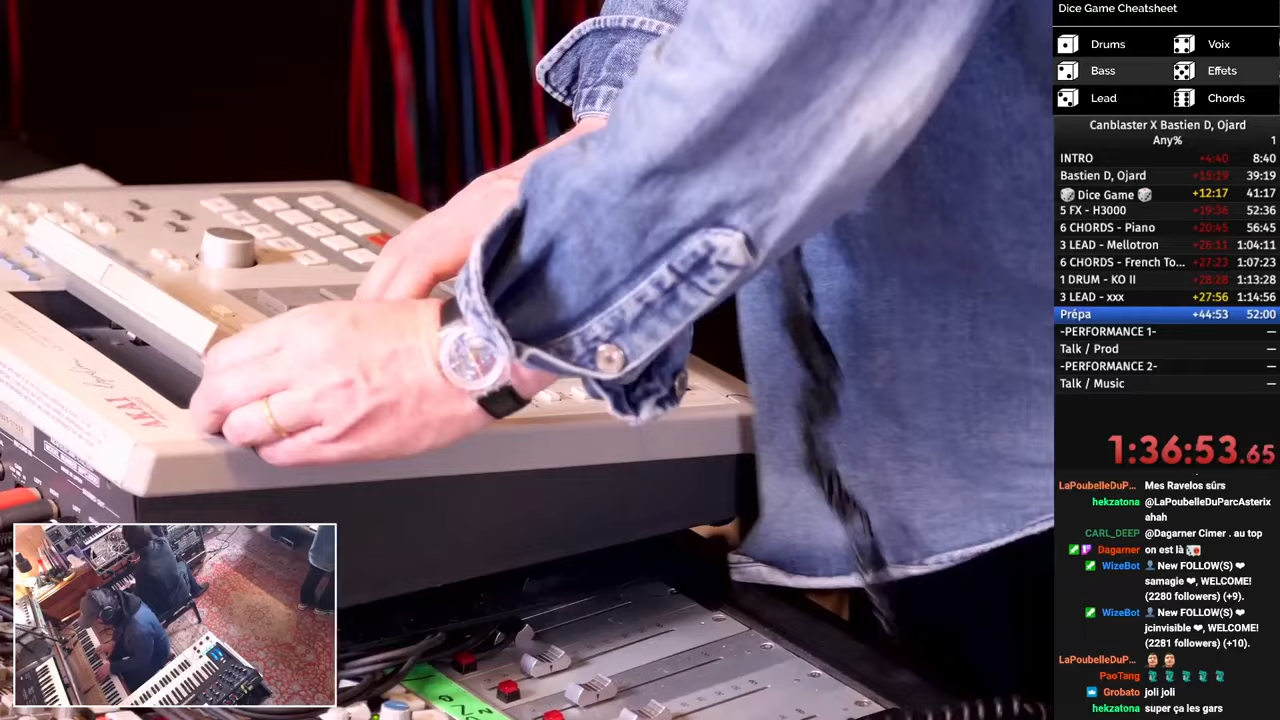 Dice Game Cheatsheet
Drums
Voix
Bass
Effets
Lead
Chords
Canblaster X Bastien D, Ojard
Any% 1
INTRO +4:40 8:40
Bastien D, Ojard +15:19 39:19
Dice Game +12:17 41:17
5 FX - H3000 +19:36 52:36
6 CHORDS - Piano +20:45 56:45
3 LEAD - Mellotron +26:11 1:04:11
6 CHORDS - French To... +27:23 1:07:23
1 DRUM - KO II +28:28 1:13:28
3 LEAD - xxx +27:56 1:14:56
Prépa +44:53 52:00
-PERFORMANCE 1- —
Talk / Prod —
-PERFORMANCE 2- —
Talk / Music —
1:36:53.65
LaPoubelleDuP... Mes Ravelos sûrs
hekzatona @LaPoubelleDuParcAsterix
ahah
CARL_DEEP @Dagarner Cimer . au top
Dagarner on est là
WizeBot New FOLLOW(S) ❤
samagie ❤, WELCOME!
(2280 followers) (+9).
WizeBot New FOLLOW(S) ❤
jcinvisible ❤, WELCOME!
(2281 followers) (+10).
LaPoubelleDuP...
PaoTang
Grobato joli joli
hekzatona super ça les gars
AKAI